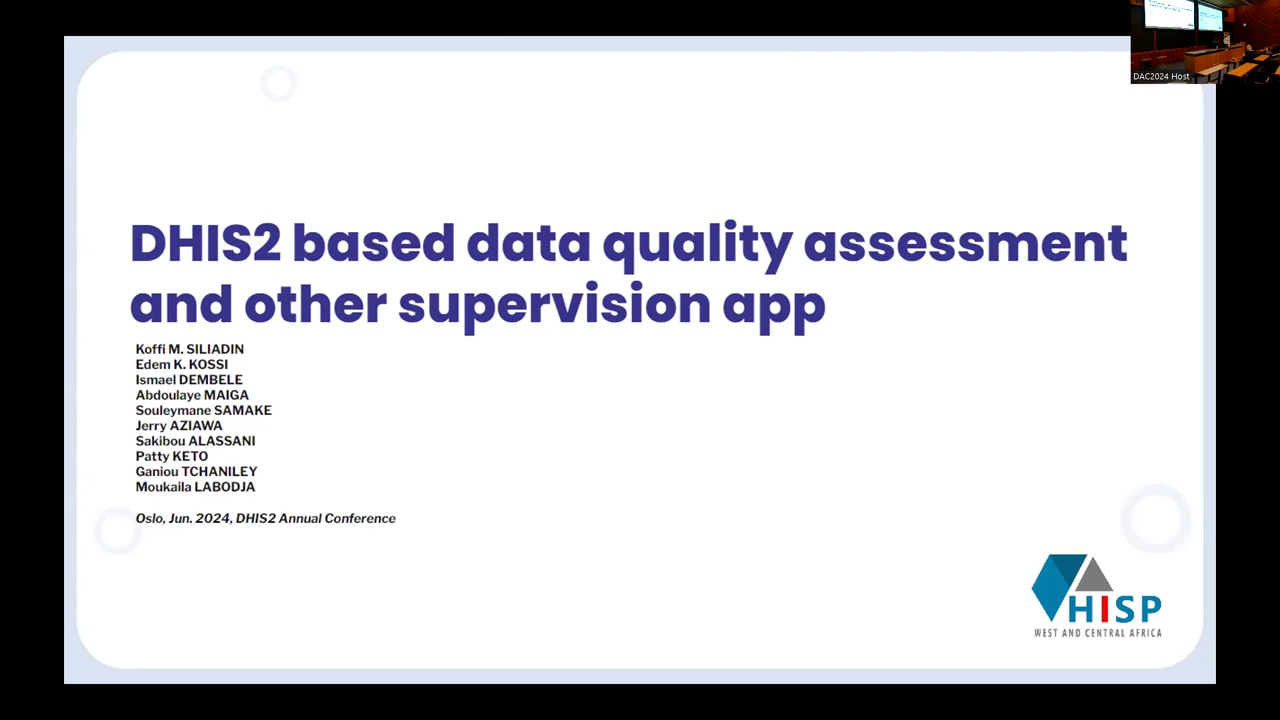 DAC2024 Host
DHIS2 based data quality assessment
and other supervision app
Koffi M. SILIADIN
Edem K. KOSSI
Ismael DEMBELE
Abdoulaye MAIGA
Souleymane SAMAKE
Jerry AZIAWA
Sakibou ALASSANI
Patty KETO
Ganiou TCHANILEY
Moukaila LABODJA
Oslo, Jun. 2024, DHIS2 Annual Conference
HISP
WEST AND CENTRAL AFRICA